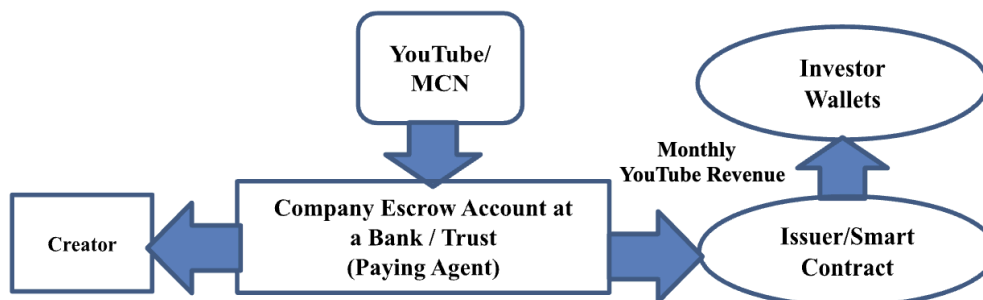 YouTube/
MCN
Investor
Wallets
Monthly
YouTube Revenue
Creator
Company Escrow Account at
a Bank / Trust
(Paying Agent)
Issuer/Smart
Contract